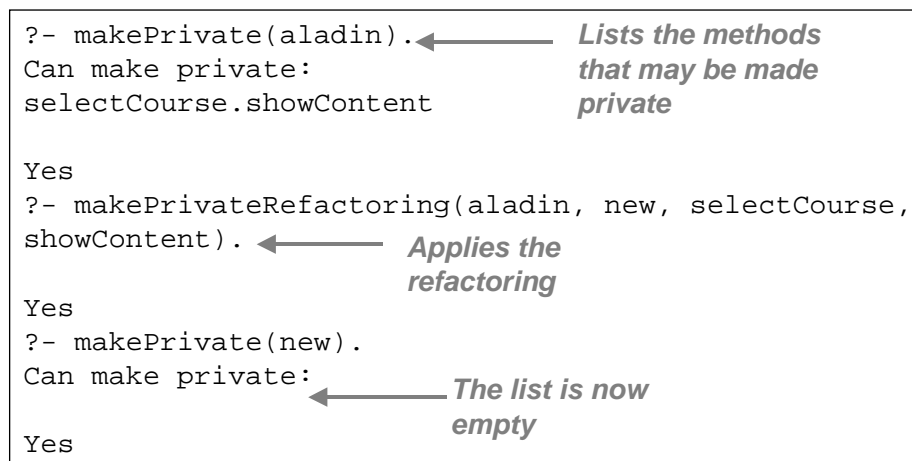 ?- makePrivate(aladin).
Lists the methods
that may be made
private
Can make private:
selectCourse.showContent
Yes
?- makePrivateRefactoring(aladin, new, selectCourse,
showContent).
Applies the
refactoring
Yes
?- makePrivate(new).
Can make private:
The list is now
empty
Yes